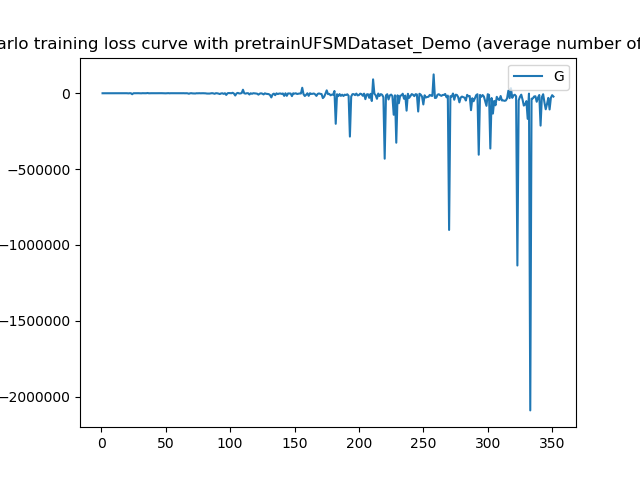 arlo training loss curve with pretrainUFSMDataset_Demo (average number of
G
0
−500000
−1000000
−1500000
−2000000
0 50 100 150 200 250 300 350